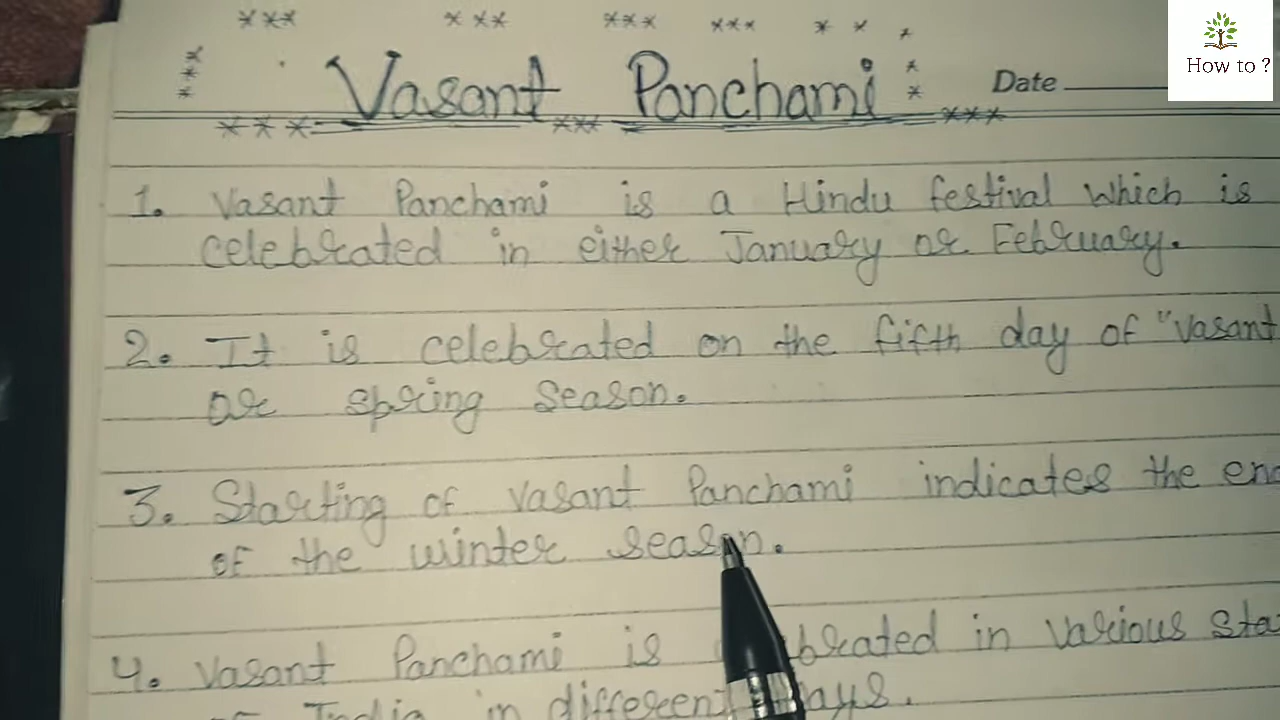 How to ?
Vasant Panchami
Date
1. Vasant Panchami is a Hindu festival which is
celebrated in either January or February.
2. It is celebrated on the fifth day of "Vasant
or spring season.
3. Starting of Vasant Panchami indicates the
of the winter season.
4. Vasant Panchami is in various
India in different